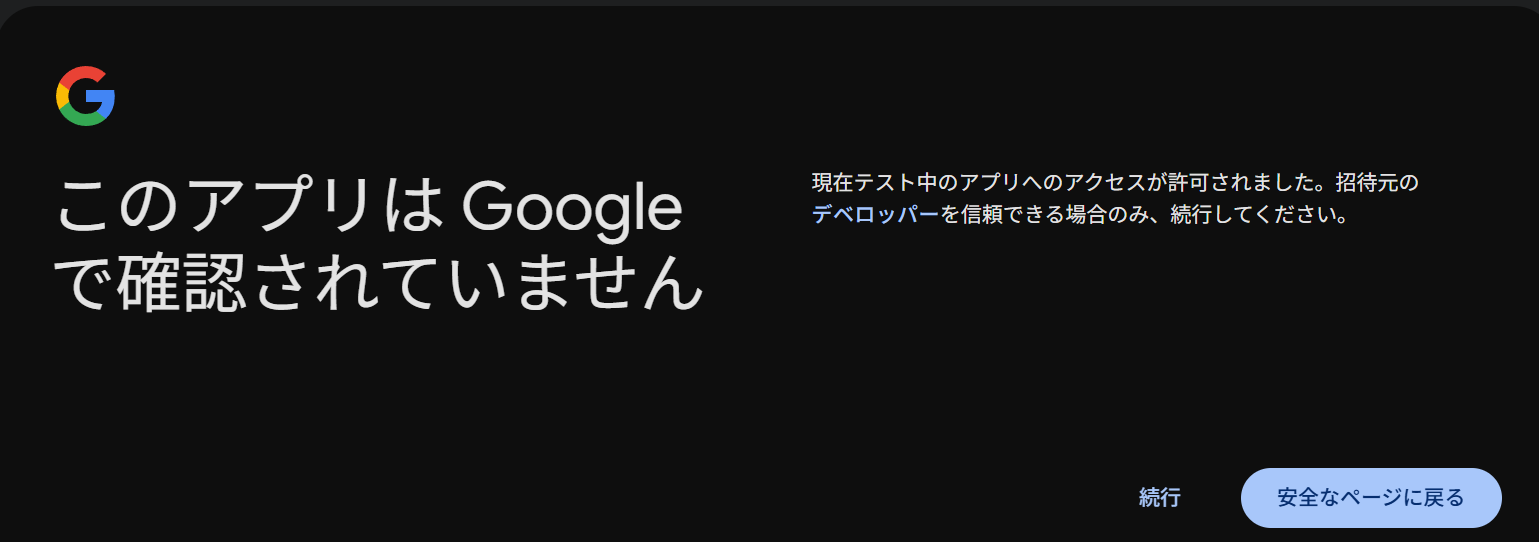 このアプリは Google
で確認されていません
現在テスト中のアプリへのアクセスが許可されました。招待元の
デベロッパーを信頼できる場合のみ、続行してください。
続行
安全なページに戻る